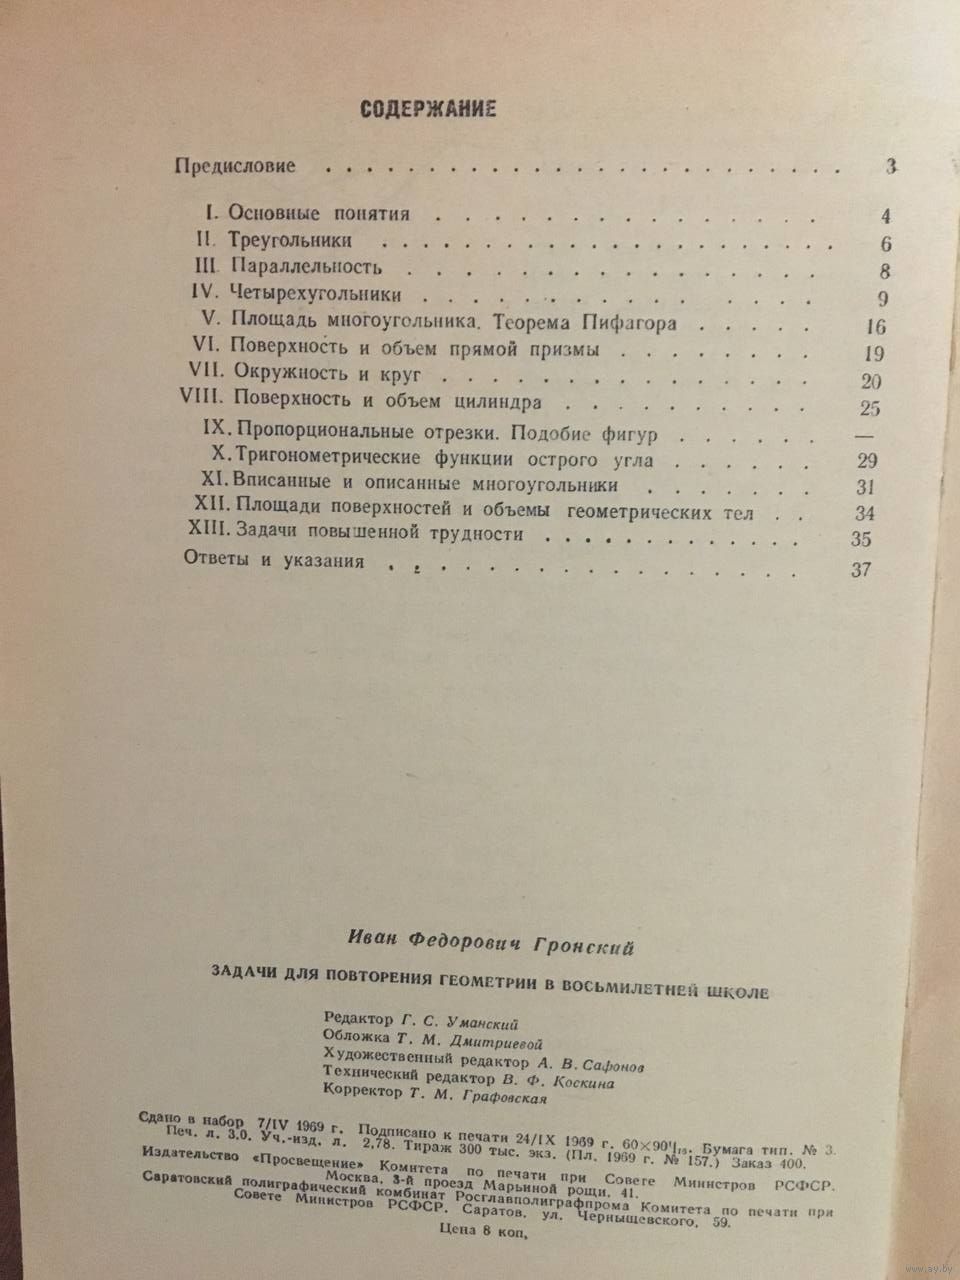 СОДЕРЖАНИЕ
Предисловие . . . . . . . . . . . . . . . . . . . . . . . . 3
I. Основные понятия . . . . . . . . . . . . . . . 4
II. Треугольники . . . . . . . . . . . . . . . . . . . . . . 6
III. Параллельность . . . . . . . . . . . . . . . . 8
IV. Четырехугольники . . . . . . . . . . . . . . . 9
V. Площадь многоугольника. Теорема Пифагора . . . . . 16
VI. Поверхность и объем прямой призмы . . . . . . . . 19
VII. Окружность и круг . . . . . . . . . . . . . . . 20
VIII. Поверхность и объем цилиндра . . . . . . . . . . 25
IX. Пропорциональные отрезки. Подобие фигур . . . . . . —
X. Тригонометрические функции острого угла . . . . . . 29
XI. Вписанные и описанные многоугольники . . . . . . . 31
XII. Площади поверхностей и объемы геометрических тел . . 34
XIII. Задачи повышенной трудности . . . . . . . . . . . . . 35
Ответы и указания . . . . . . . . . . . . . . . . . 37
Иван Федорович Гронский
ЗАДАЧИ ДЛЯ ПОВТОРЕНИЯ ГЕОМЕТРИИ В ВОСЬМИЛЕТНЕЙ ШКОЛЕ
Редактор Г. С. Уманский
Обложка Т. М. Дмитриевой
Художественный редактор А. В. Сафонов
Технический редактор В. Ф. Коскина
Корректор Т. М. Графовская
Сдано в набор 7/IV 1969 г. Подписано к печати 24/IX 1969 г. 60×90¹/₁₆. Бумага тип. № 3.
Печ. л. 3,0. Уч.-изд. л. 2,78. Тираж 300 тыс. экз. (Пл. 1969 г. № 157.) Заказ 400.
Издательство «Просвещение» Комитета по печати при Совете Министров РСФСР.
Москва, 3-й проезд Марьиной рощи, 41.
Саратовский полиграфический комбинат Росглавполиграфпрома Комитета по печати при
Совете Министров РСФСР. Саратов, ул. Чернышевского, 59.
Цена 8 коп.
www.ay.by